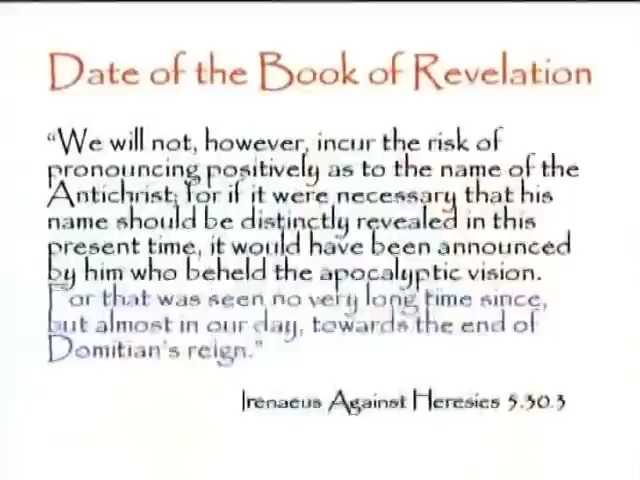 Date of the Book of Revelation
“We will not, however, incur the risk of
pronouncing positively as to the name of the
Antichrist; for if it were necessary that his
name should be distinctly revealed in this
present time, it would have been announced
by him who beheld the apocalyptic vision.
For that was seen no very long time since,
but almost in our day, towards the end of
Domitian's reign.”
Irenaeus Against Heresies 5.30.3